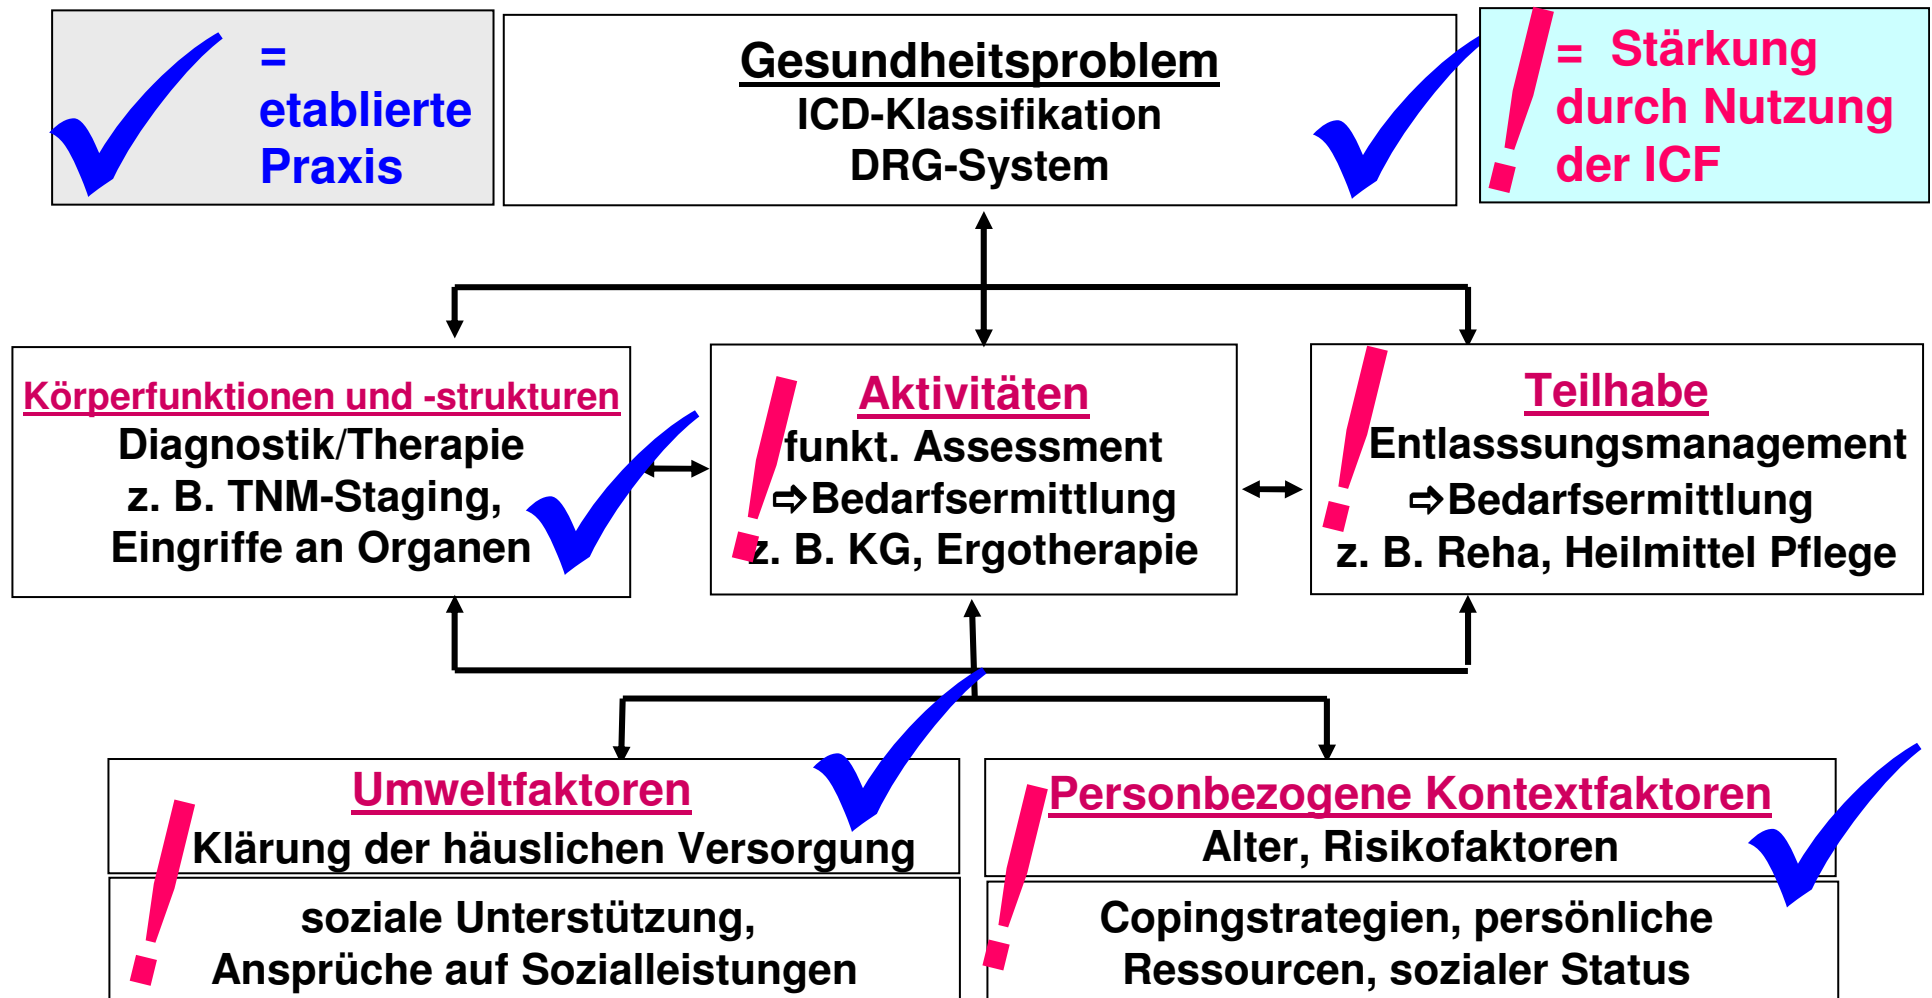 =
etablierte
Praxis
Gesundheitsproblem
ICD-Klassifikation
DRG-System
= Stärkung
durch Nutzung
der ICF
Körperfunktionen und -strukturen
Diagnostik/Therapie
z. B. TNM-Staging,
Eingriffe an Organen
Aktivitäten
funkt. Assessment
⇨Bedarfsermittlung
z. B. KG, Ergotherapie
Teilhabe
Entlasssungsmanagement
⇨Bedarfsermittlung
z. B. Reha, Heilmittel Pflege
Umweltfaktoren
Klärung der häuslichen Versorgung
soziale Unterstützung,
Ansprüche auf Sozialleistungen
Personbezogene Kontextfaktoren
Alter, Risikofaktoren
Copingstrategien, persönliche
Ressourcen, sozialer Status